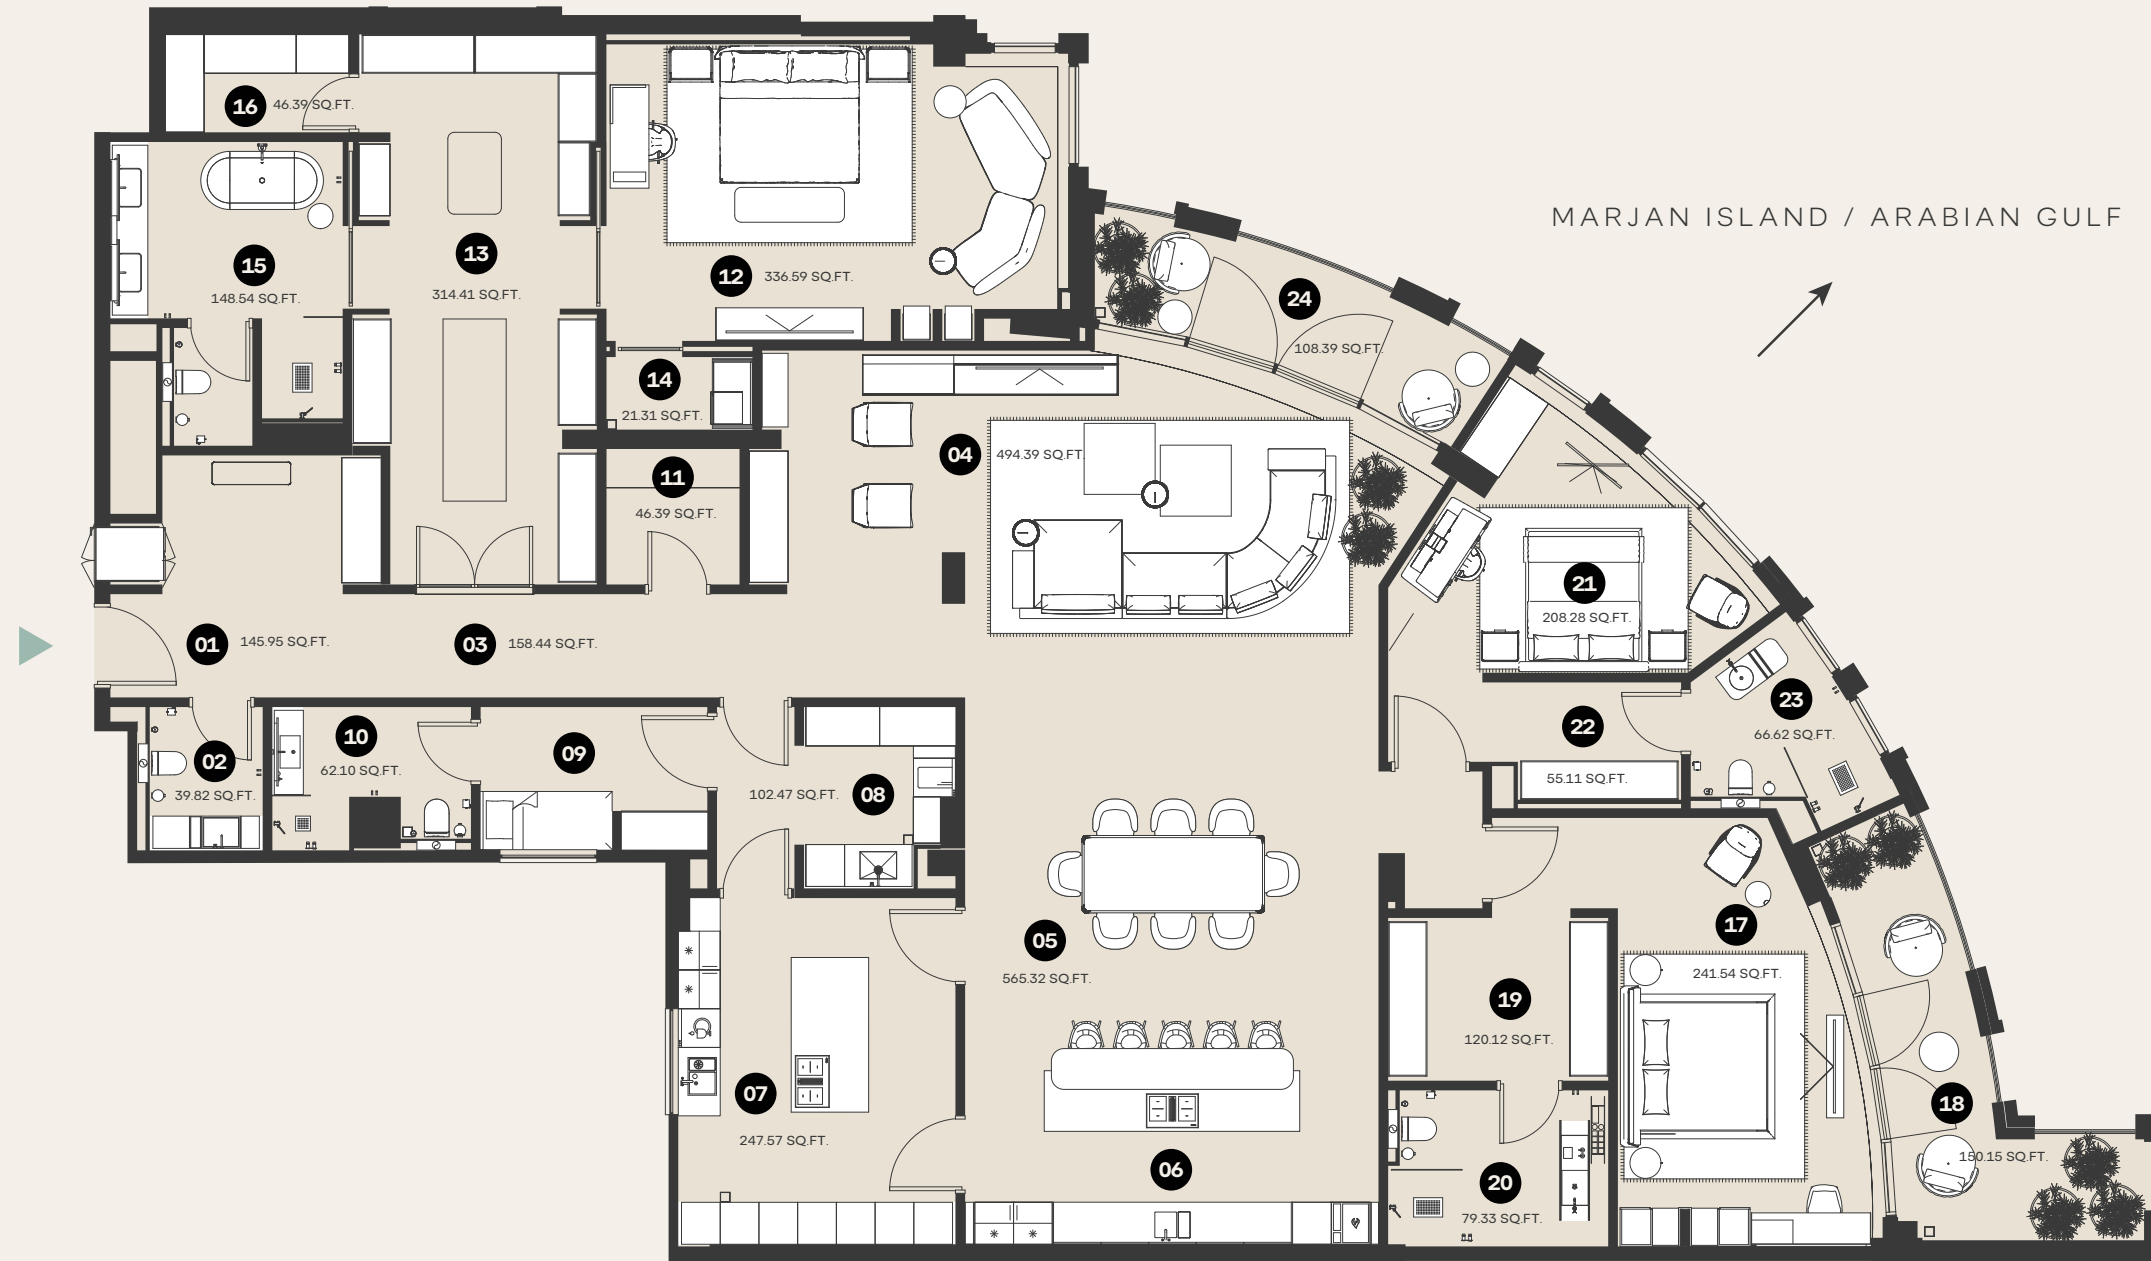 16 46.39 SQ.FT.
MARJAN ISLAND / ARABIAN GULF
13
314.41 SQ.FT.
15
148.54 SQ.FT.
12 336.59 SQ.FT.
24
108.39 SQ.FT.
14
21.31 SQ.FT.
04 494.39 SQ.FT.
11
46.39 SQ.FT.
21
208.28 SQ.FT.
01 145.95 SQ.FT.
03 158.44 SQ.FT.
23
66.62 SQ.FT.
22
55.11 SQ.FT.
10
62.10 SQ.FT.
09
02
39.82 SQ.FT.
102.47 SQ.FT. 08
17
241.54 SQ.FT.
05
565.32 SQ.FT.
19
120.12 SQ.FT.
07
247.57 SQ.FT.
18
150.15 SQ.FT.
06
20
79.33 SQ.FT.